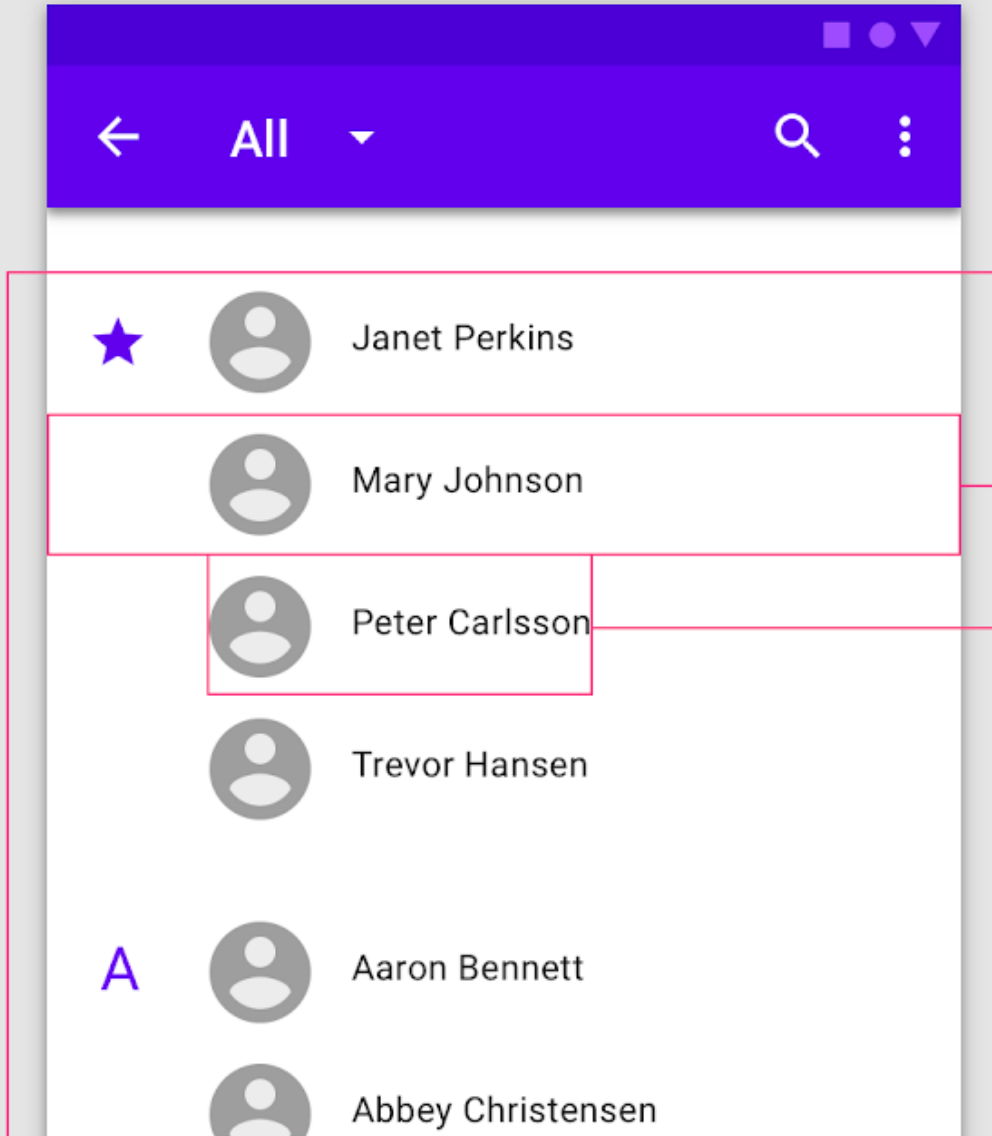 All
Janet Perkins
Mary Johnson
Peter Carlsson
Trevor Hansen
A
Aaron Bennett
Abbey Christensen